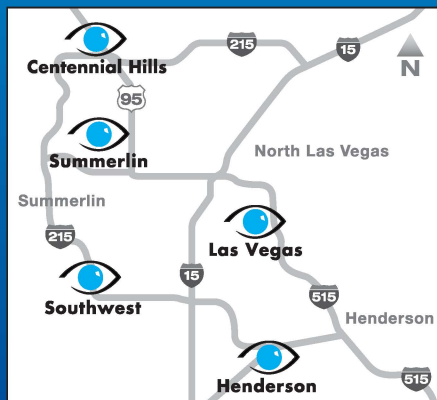 215
15
N
Centennial Hills
95
Summerlin
North Las Vegas
Summerlin
Las Vegas
215
15
Southwest
515
Henderson
Henderson
515